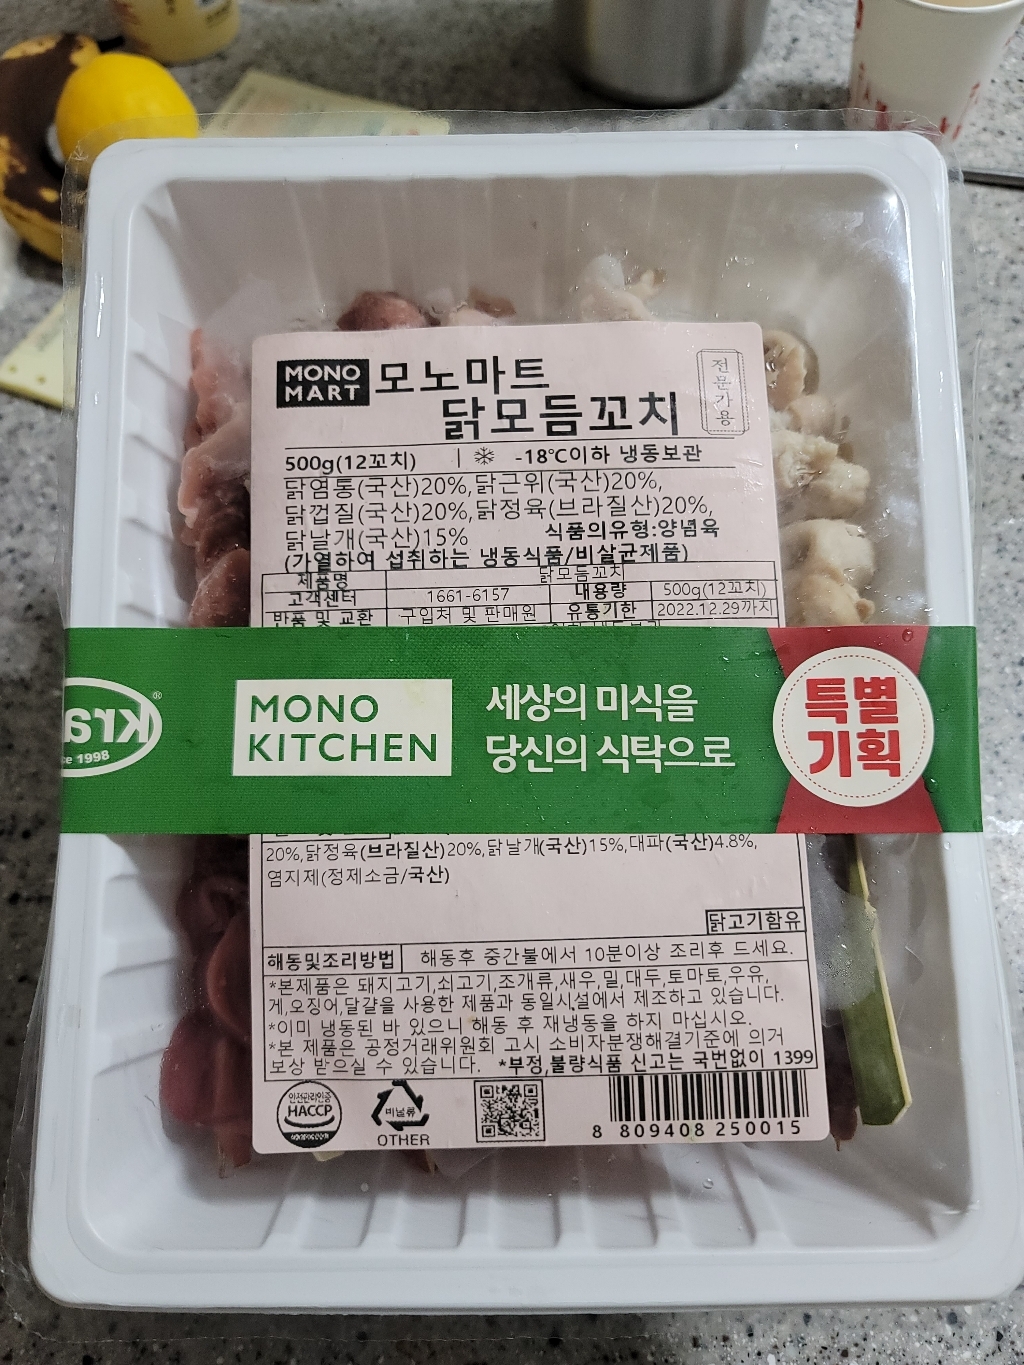 MONO
MART
모노마트
닭모듬꼬치
전문가용
500g(12꼬치) -18℃이하 냉동보관
닭염통(국산)20%,닭근위(국산)20%,
닭껍질(국산)20%,닭정육(브라질산)20%,
닭날개(국산)15% 식품의유형:양념육
(가열하여 섭취하는 냉동식품/비살균제품)
제품명 닭모듬꼬치
고객센터 1661-6157 내용량 500g(12꼬치)
반품 및 교환 구입처 및 판매원 유통기한 2022.12.29까지
Kra
ce 1998
MONO
KITCHEN
세상의 미식을
당신의 식탁으로
특별
기획
20%,닭정육(브라질산)20%,닭날개(국산)15%,대파(국산)4.8%,
염지제(정제소금/국산)
닭고기함유
해동및조리방법 해동후 중간불에서 10분이상 조리후 드세요.
*본제품은 돼지고기,쇠고기,조개류,새우,밀,대두,토마토,우유,
게,오징어,달걀을 사용한 제품과 동일시설에서 제조하고 있습니다.
*이미 냉동된 바 있으니 해동 후 재냉동을 하지 마십시오.
*본 제품은 공정거래위원회 고시 소비자분쟁해결기준에 의거
보상 받으실 수 있습니다. *부정,불량식품 신고는 국번없이 1399
안전관리인증
HACCP
비닐류
OTHER
8 809408 250015